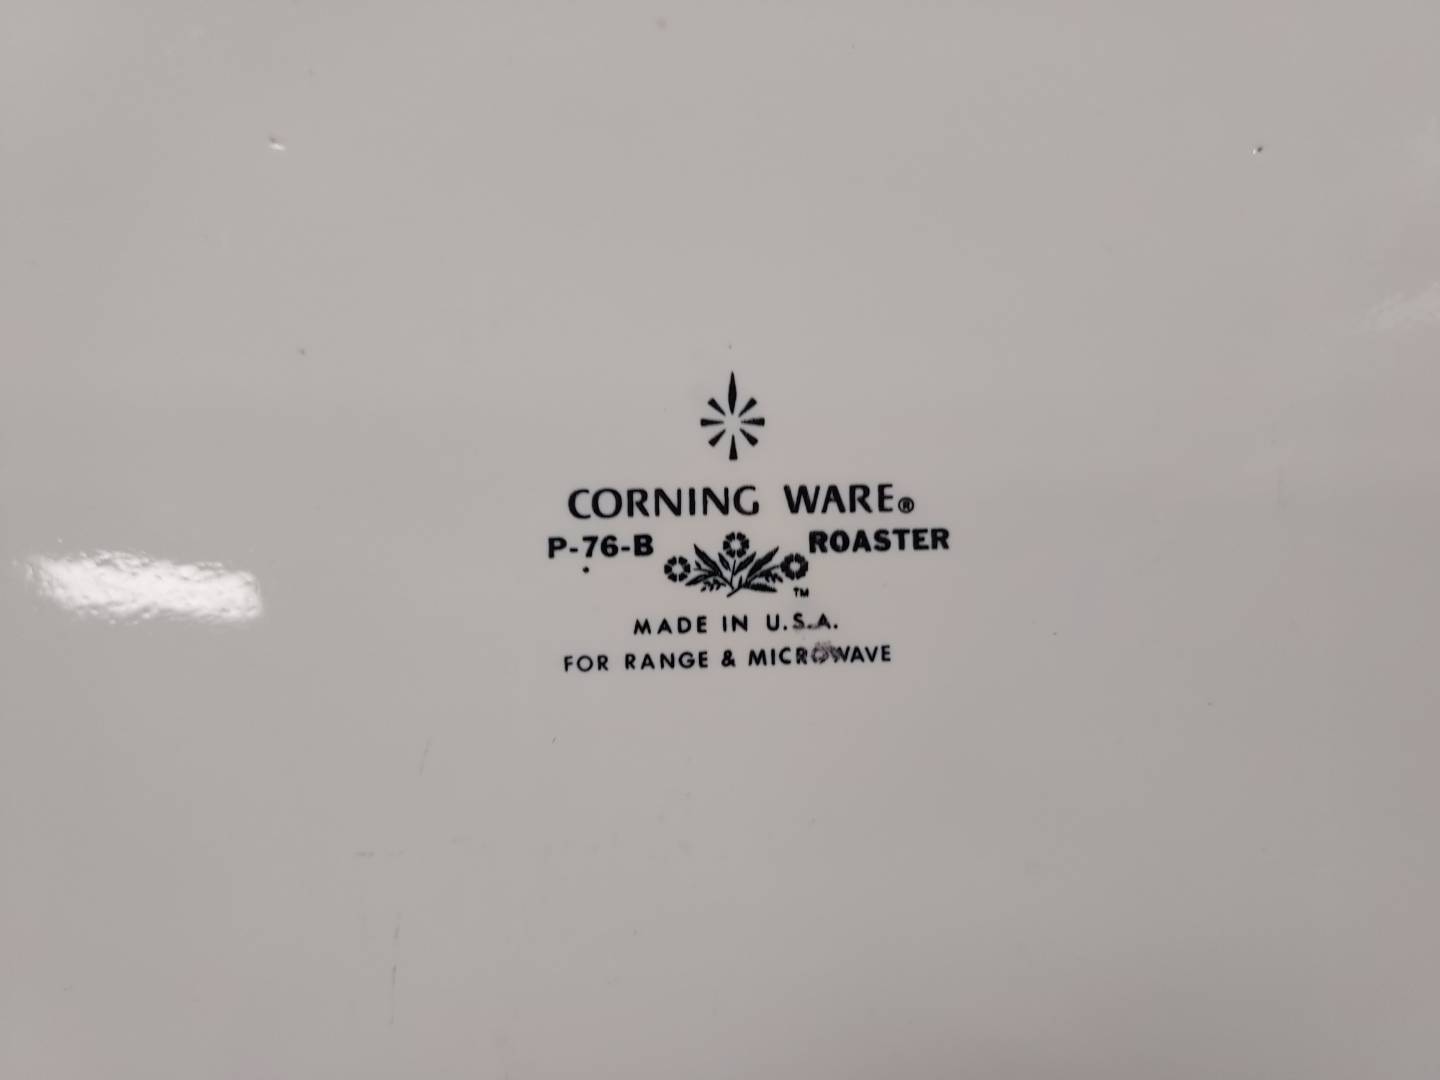 CORNING WARE®
P-76-B ROASTER
TM
MADE IN U.S.A.
FOR RANGE & MICROWAVE